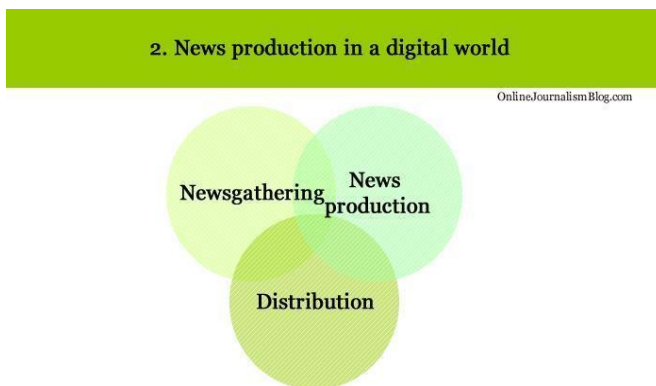 2. News production in a digital world
OnlineJournalismBlog.com
Newsgathering
News
production
Distribution